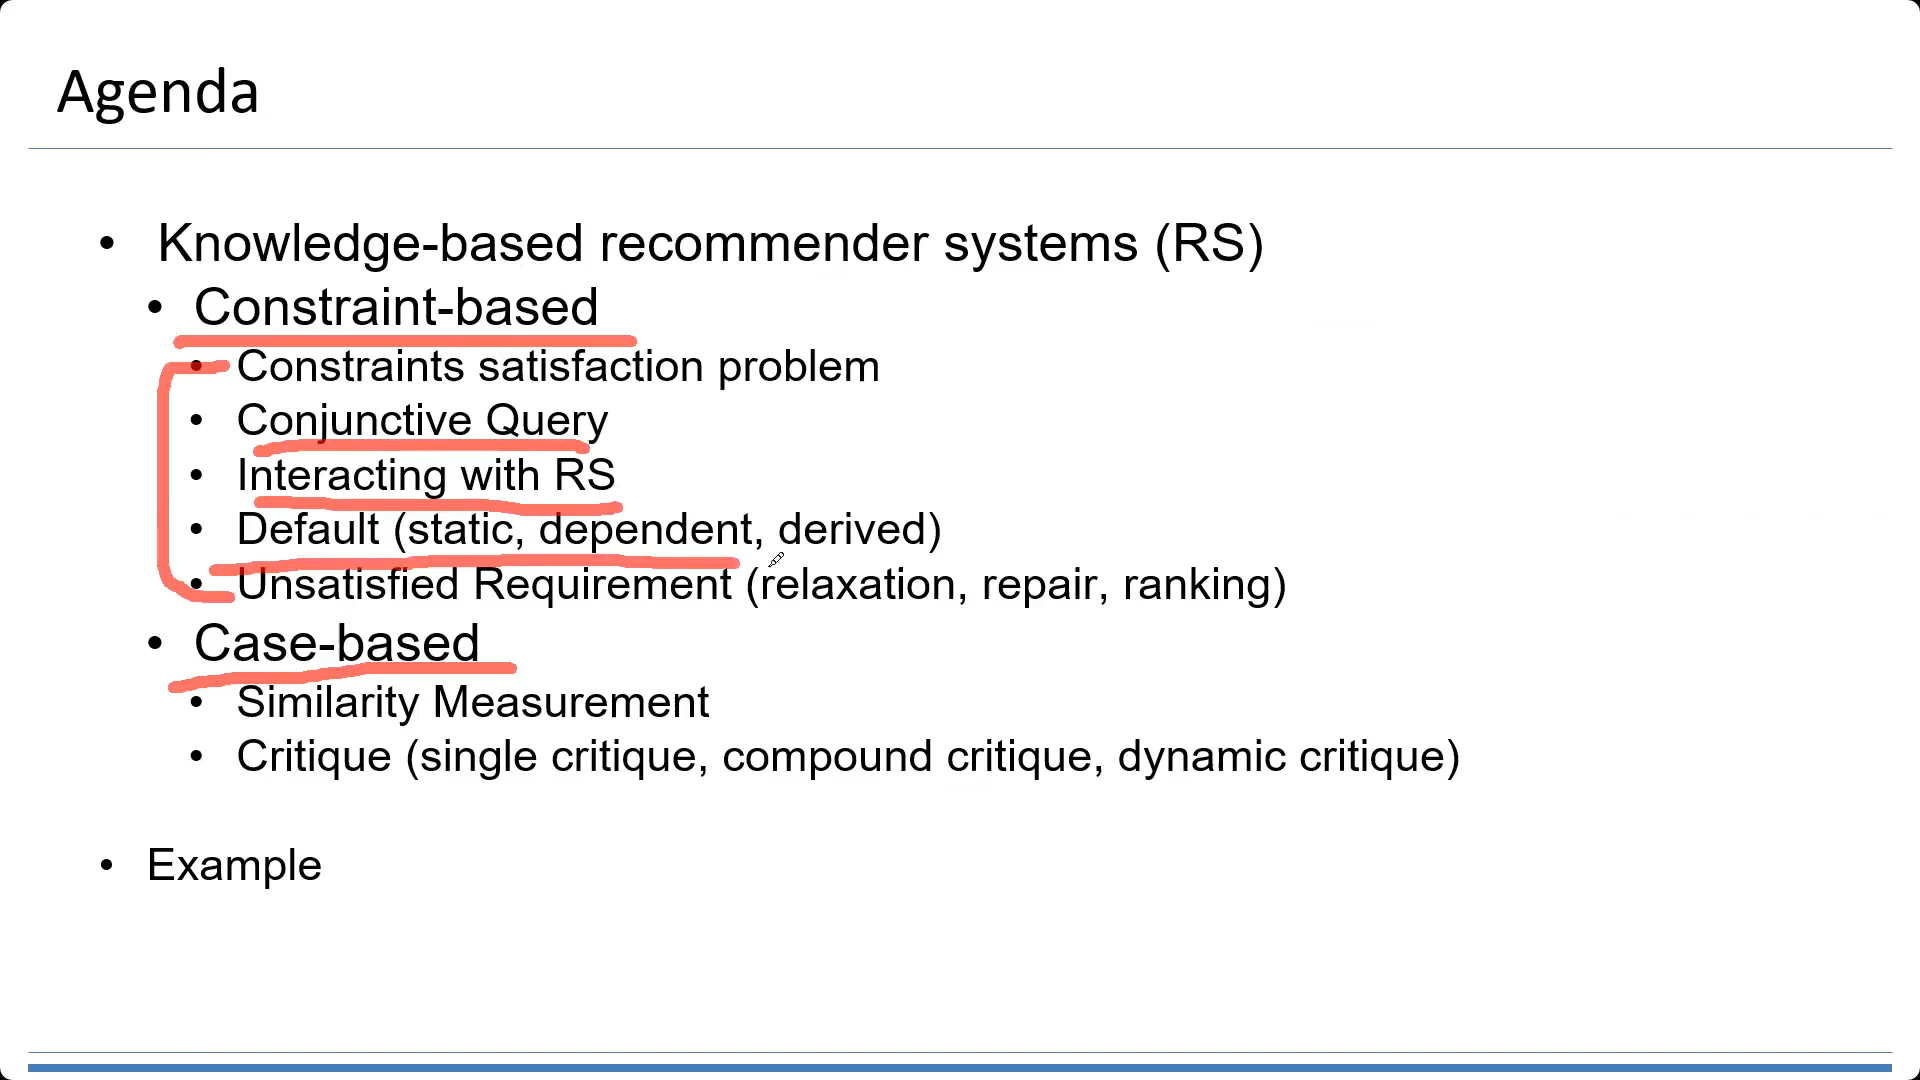 Agenda
• Knowledge-based recommender systems (RS)
• Constraint-based
• Constraints satisfaction problem
• Conjunctive Query
• Interacting with RS
• Default (static, dependent, derived)
• Unsatisfied Requirement (relaxation, repair, ranking)
• Case-based
• Similarity Measurement
• Critique (single critique, compound critique, dynamic critique)
• Example